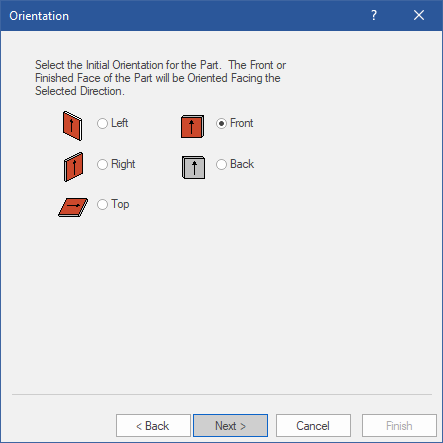 Orientation
?
Select the Initial Orientation for the Part. The Front or
Finished Face of the Part will be Oriented Facing the
Selected Direction.
Left
Front
Right
Back
Top
< Back
Next >
Cancel
Finish